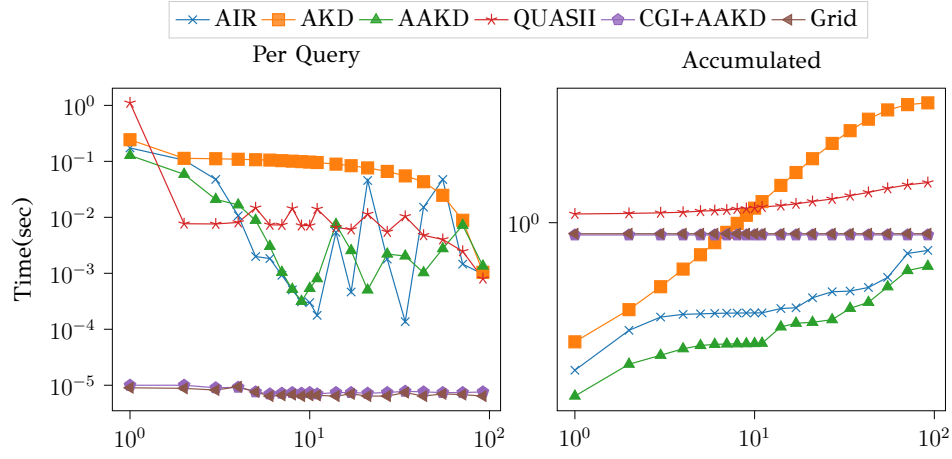 AIR AKD AAKD QUASII CGI+AAKD Grid
Per Query
Accumulated
Time(sec)
10^0
10^-1
10^-2
10^-3
10^-4
10^-5
10^0 10^1 10^2
10^0
10^0 10^1 10^2